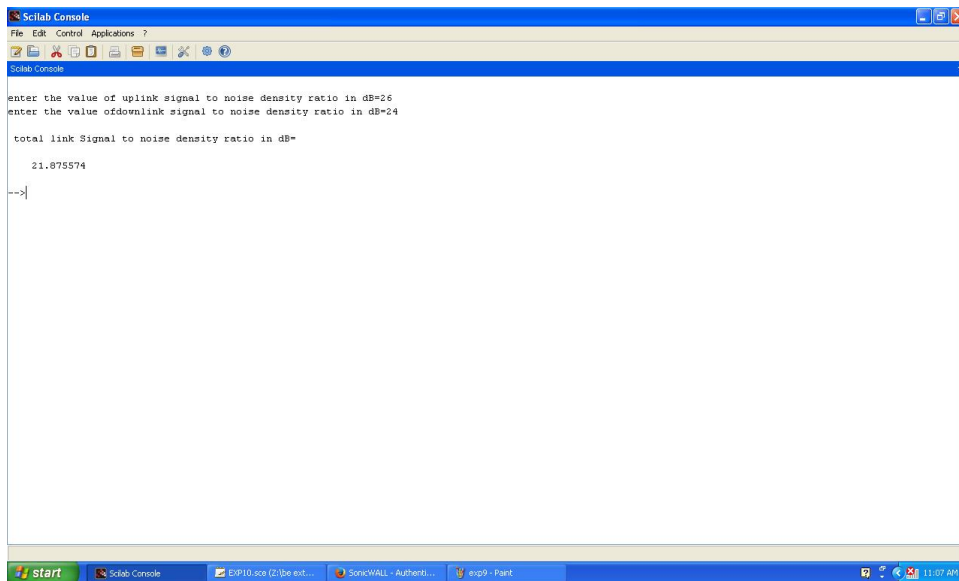 Scilab Console
File Edit Control Applications ?
Scilab Console
enter the value of uplink signal to noise density ratio in dB=26
enter the value ofdownlink signal to noise density ratio in dB=24
total link Signal to noise density ratio in dB=
21.875574
-->
start Scilab Console EXP10.sce (Z:\be ext... SonicWALL - Authenti... exp9 - Paint 11:07 AM